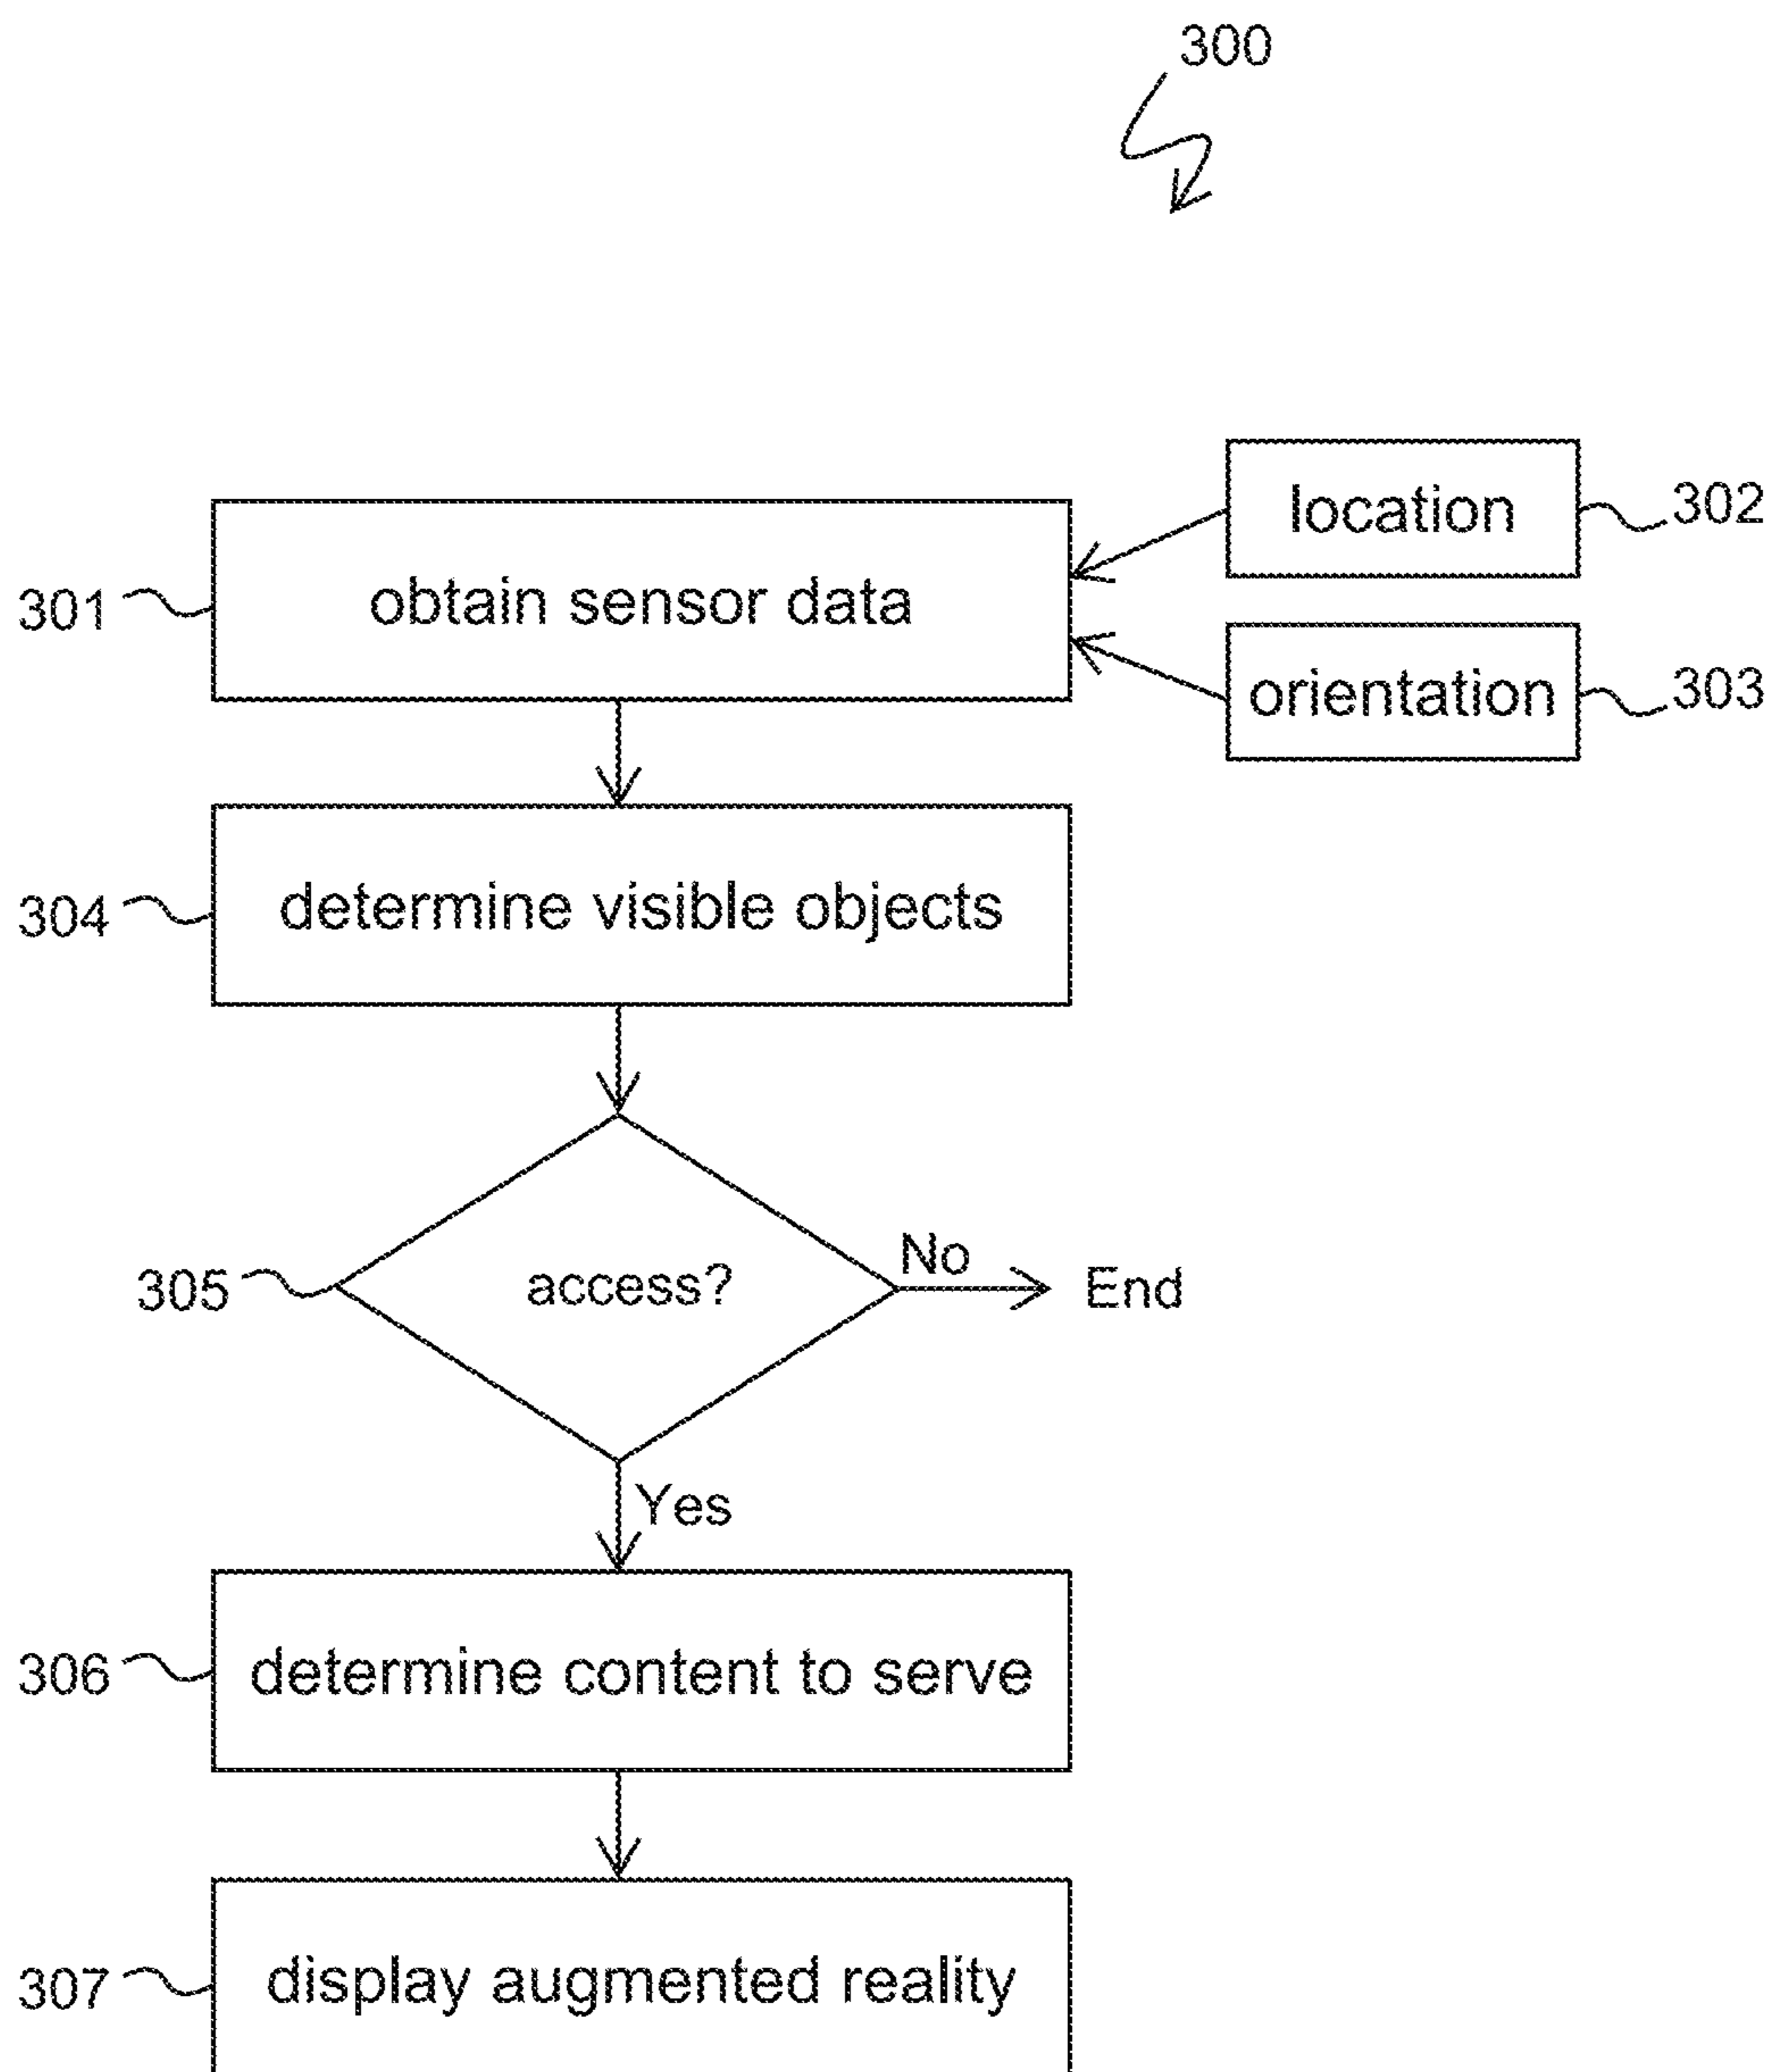 300
location
302
301
obtain sensor data
orientation
303
304
determine visible objects
305
access?
No
End
Yes
306
determine content to serve
307
display augmented reality